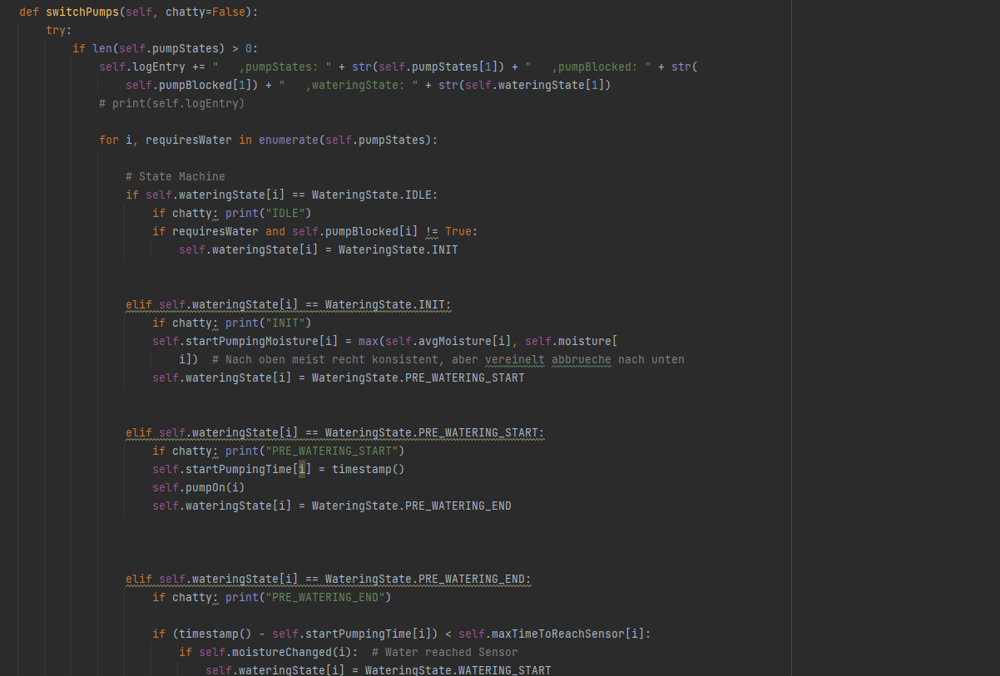 def switchPumps(self, chatty=False):
try:
if len(self.pumpStates) > 0:
self.logEntry += "   ,pumpStates: " + str(self.pumpStates[1]) + "   ,pumpBlocked: " + str(
self.pumpBlocked[1]) + "   ,wateringState: " + str(self.wateringState[1])
# print(self.logEntry)
for i, requiresWater in enumerate(self.pumpStates):
# State Machine
if self.wateringState[i] == WateringState.IDLE:
if chatty: print("IDLE")
if requiresWater and self.pumpBlocked[i] != True:
self.wateringState[i] = WateringState.INIT
elif self.wateringState[i] == WateringState.INIT:
if chatty: print("INIT")
self.startPumpingMoisture[i] = max(self.avgMoisture[i], self.moisture[
i])  # Nach oben meist recht konsistent, aber vereinelt abbrueche nach unten
self.wateringState[i] = WateringState.PRE_WATERING_START
elif self.wateringState[i] == WateringState.PRE_WATERING_START:
if chatty: print("PRE_WATERING_START")
self.startPumpingTime[i] = timestamp()
self.pumpOn(i)
self.wateringState[i] = WateringState.PRE_WATERING_END
elif self.wateringState[i] == WateringState.PRE_WATERING_END:
if chatty: print("PRE_WATERING_END")
if (timestamp() - self.startPumpingTime[i]) < self.maxTimeToReachSensor[i]:
if self.moistureChanged(i):  # Water reached Sensor
self.wateringState[i] = WateringState.WATERING_START